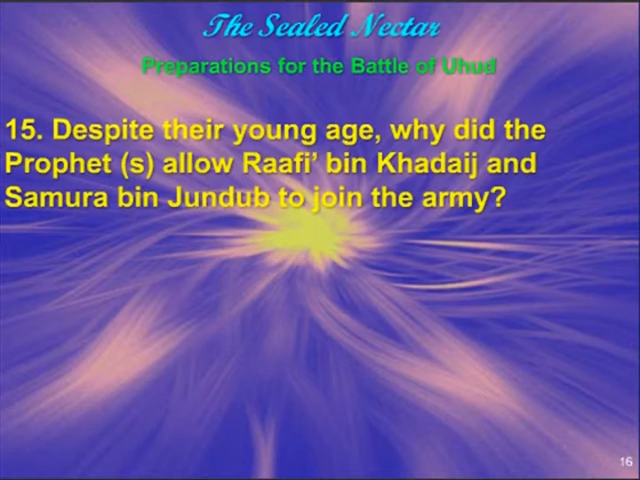 The Sealed Nectar
Preparations for the Battle of Uhud
15. Despite their young age, why did the
Prophet (s) allow Raafi’ bin Khadaij and
Samura bin Jundub to join the army?
16